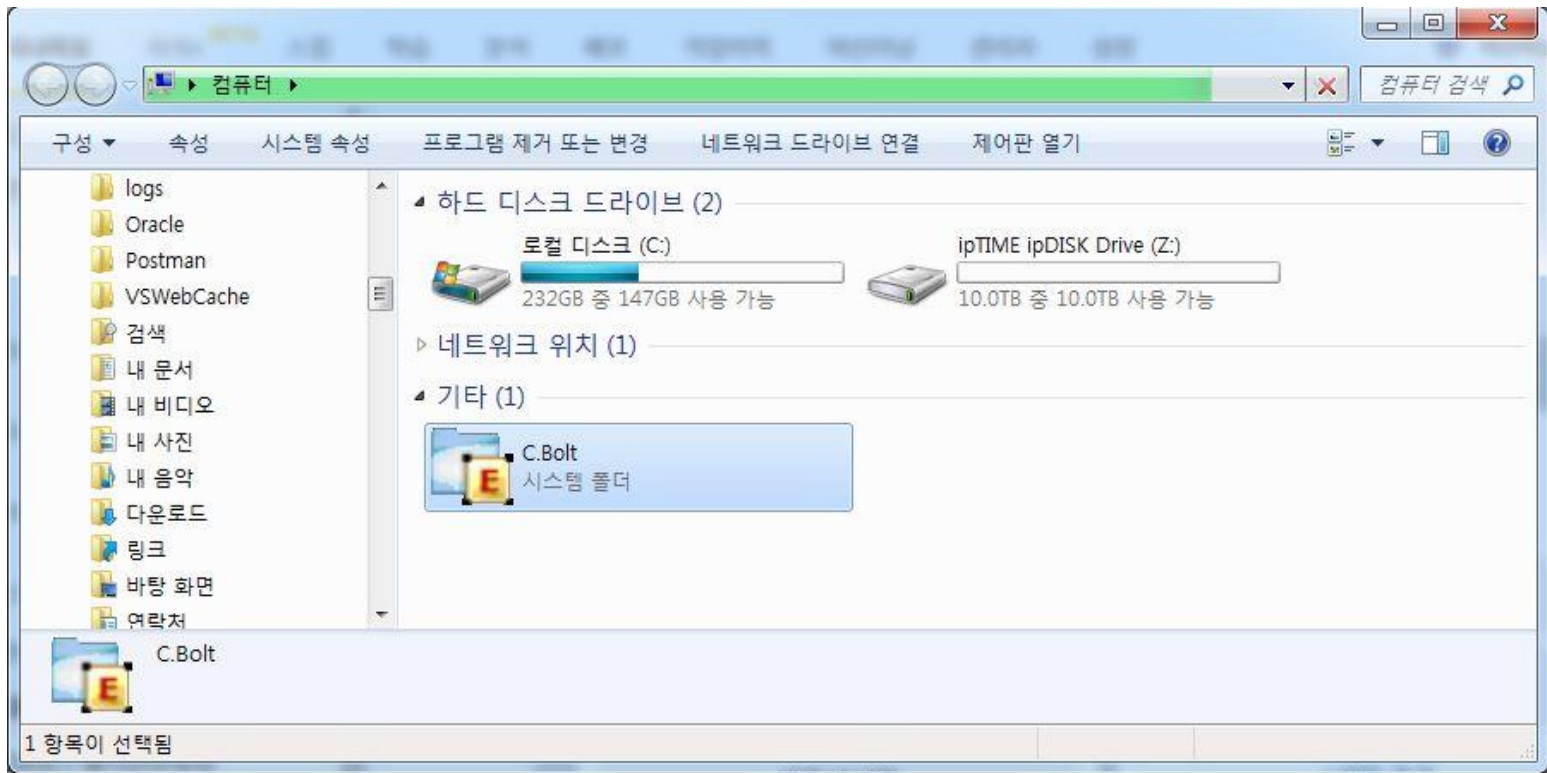 컴퓨터
컴퓨터 검색
구성 속성 시스템 속성 프로그램 제거 또는 변경 네트워크 드라이브 연결 제어판 열기
logs
Oracle
Postman
VSWebCache
검색
내 문서
내 비디오
내 사진
내 음악
다운로드
링크
바탕 화면
연락처
하드 디스크 드라이브 (2)
로컬 디스크 (C:)
232GB 중 147GB 사용 가능
ipTIME ipDISK Drive (Z:)
10.0TB 중 10.0TB 사용 가능
네트워크 위치 (1)
기타 (1)
C.Bolt
시스템 폴더
E
C.Bolt
E
1 항목이 선택됨